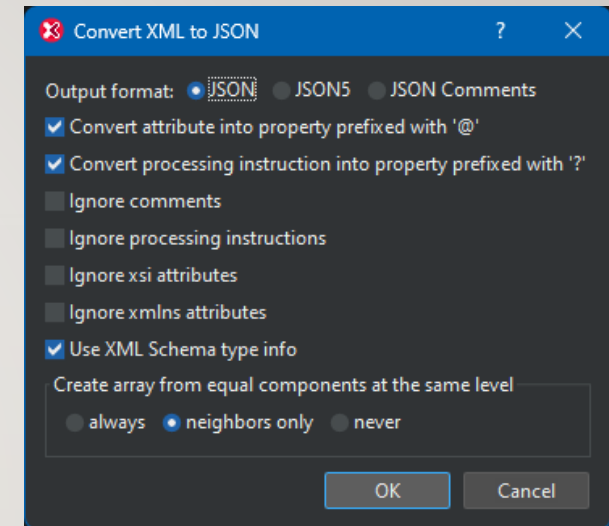 Convert XML to JSON
?
Output format: JSON JSON5 JSON Comments
Convert attribute into property prefixed with '@'
Convert processing instruction into property prefixed with '?'
Ignore comments
Ignore processing instructions
Ignore xsi attributes
Ignore xmlns attributes
Use XML Schema type info
Create array from equal components at the same level
always neighbors only never
OK Cancel